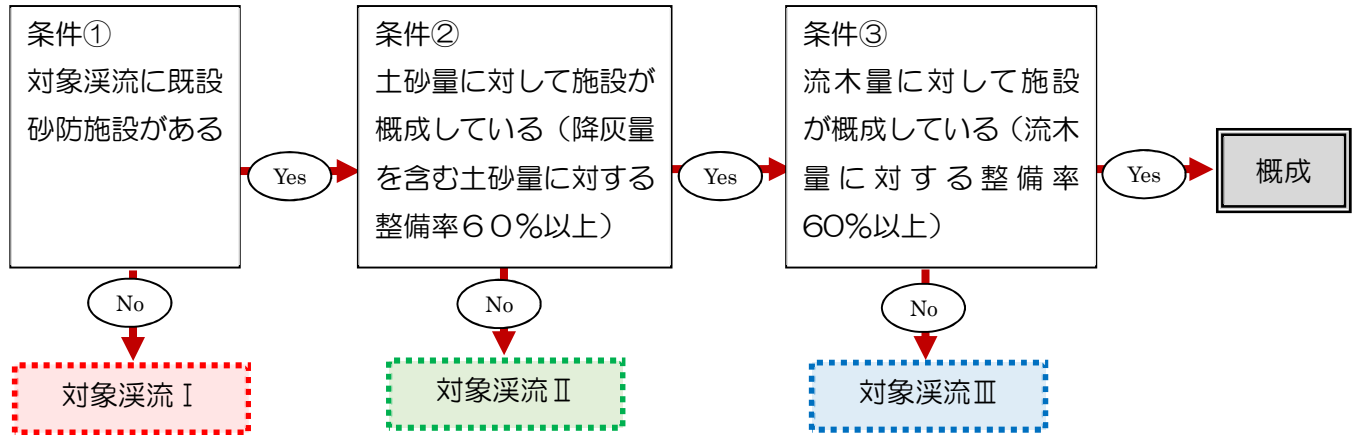 条件①
対象渓流に既設
砂防施設がある
Yes
条件②
土砂量に対して施設が
概成している（降灰量
を含む土砂量に対する
整備率６０％以上）
Yes
条件③
流木量に対して施設
が概成している（流木
量に対する整備率
60％以上）
Yes
概成
No
No
No
対象渓流Ⅰ
対象渓流Ⅱ
対象渓流Ⅲ